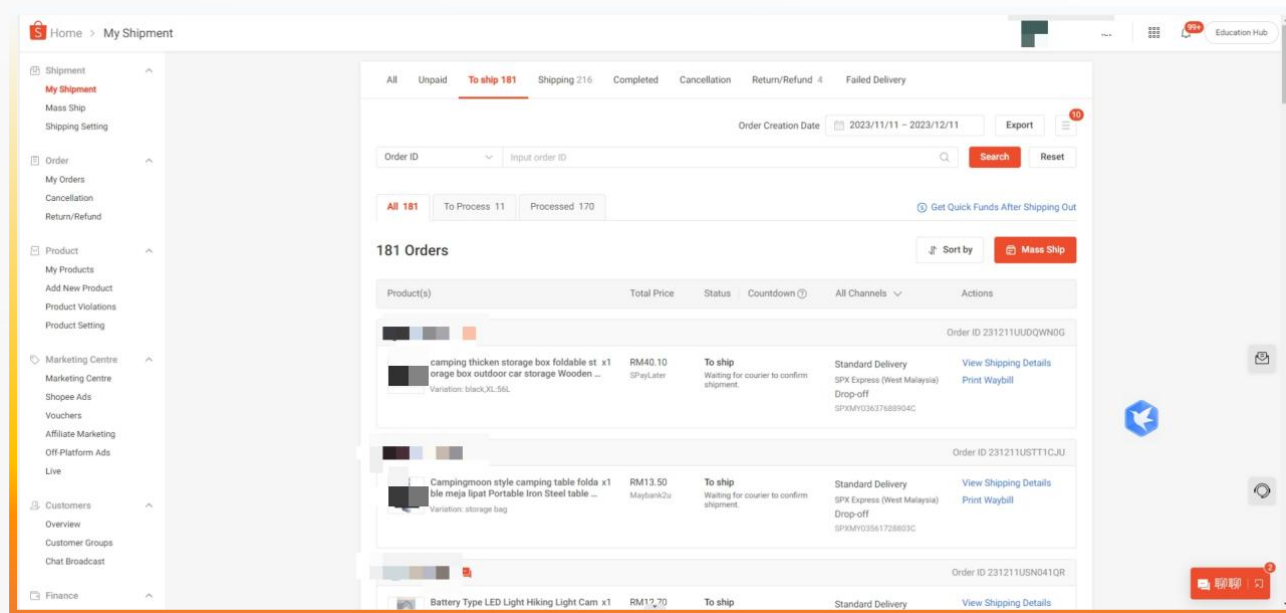 Home > My Shipment
99+
Education Hub
Shipment
My Shipment
Mass Ship
Shipping Setting
Order
My Orders
Cancellation
Return/Refund
Product
My Products
Add New Product
Product Violations
Product Setting
Marketing Centre
Marketing Centre
Shopee Ads
Vouchers
Affiliate Marketing
Off-Platform Ads
Live
Customers
Overview
Customer Groups
Chat Broadcast
Finance
All Unpaid To ship 181 Shipping 216 Completed Cancellation Return/Refund 4 Failed Delivery
Order Creation Date 2023/11/11 – 2023/12/11 Export 10
Order ID Input order ID Search Reset
All 181 To Process 11 Processed 170 Get Quick Funds After Shipping Out
181 Orders Sort by Mass Ship
Product(s) Total Price Status Countdown All Channels Actions
Order ID 231211UUDQWN0G
camping thicken storage box foldable st x1 RM40.10 To ship Standard Delivery View Shipping Details
orage box outdoor car storage Wooden ... SPayLater Waiting for courier to confirm SPX Express (West Malaysia) Print Waybill
Variation: black,XL.56L shipment. Drop-off
SPXMY03637688904C
Order ID 231211USTT1CJU
Campingmoon style camping table folda x1 RM13.50 To ship Standard Delivery View Shipping Details
ble meja lipat Portable Iron Steel table ... Maybank2u Waiting for courier to confirm SPX Express (West Malaysia) Print Waybill
Variation: storage bag shipment. Drop-off
SPXMY03561728803C
Order ID 231211USN041QR
Battery Type LED Light Hiking Light Cam x1 RM12.70 To ship Standard Delivery View Shipping Details
聊聊 2